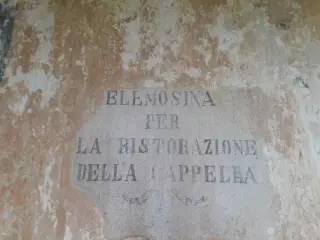 ELEMOSINA
PER
LA RISTORAZIONE
DELLA CAPPELLA